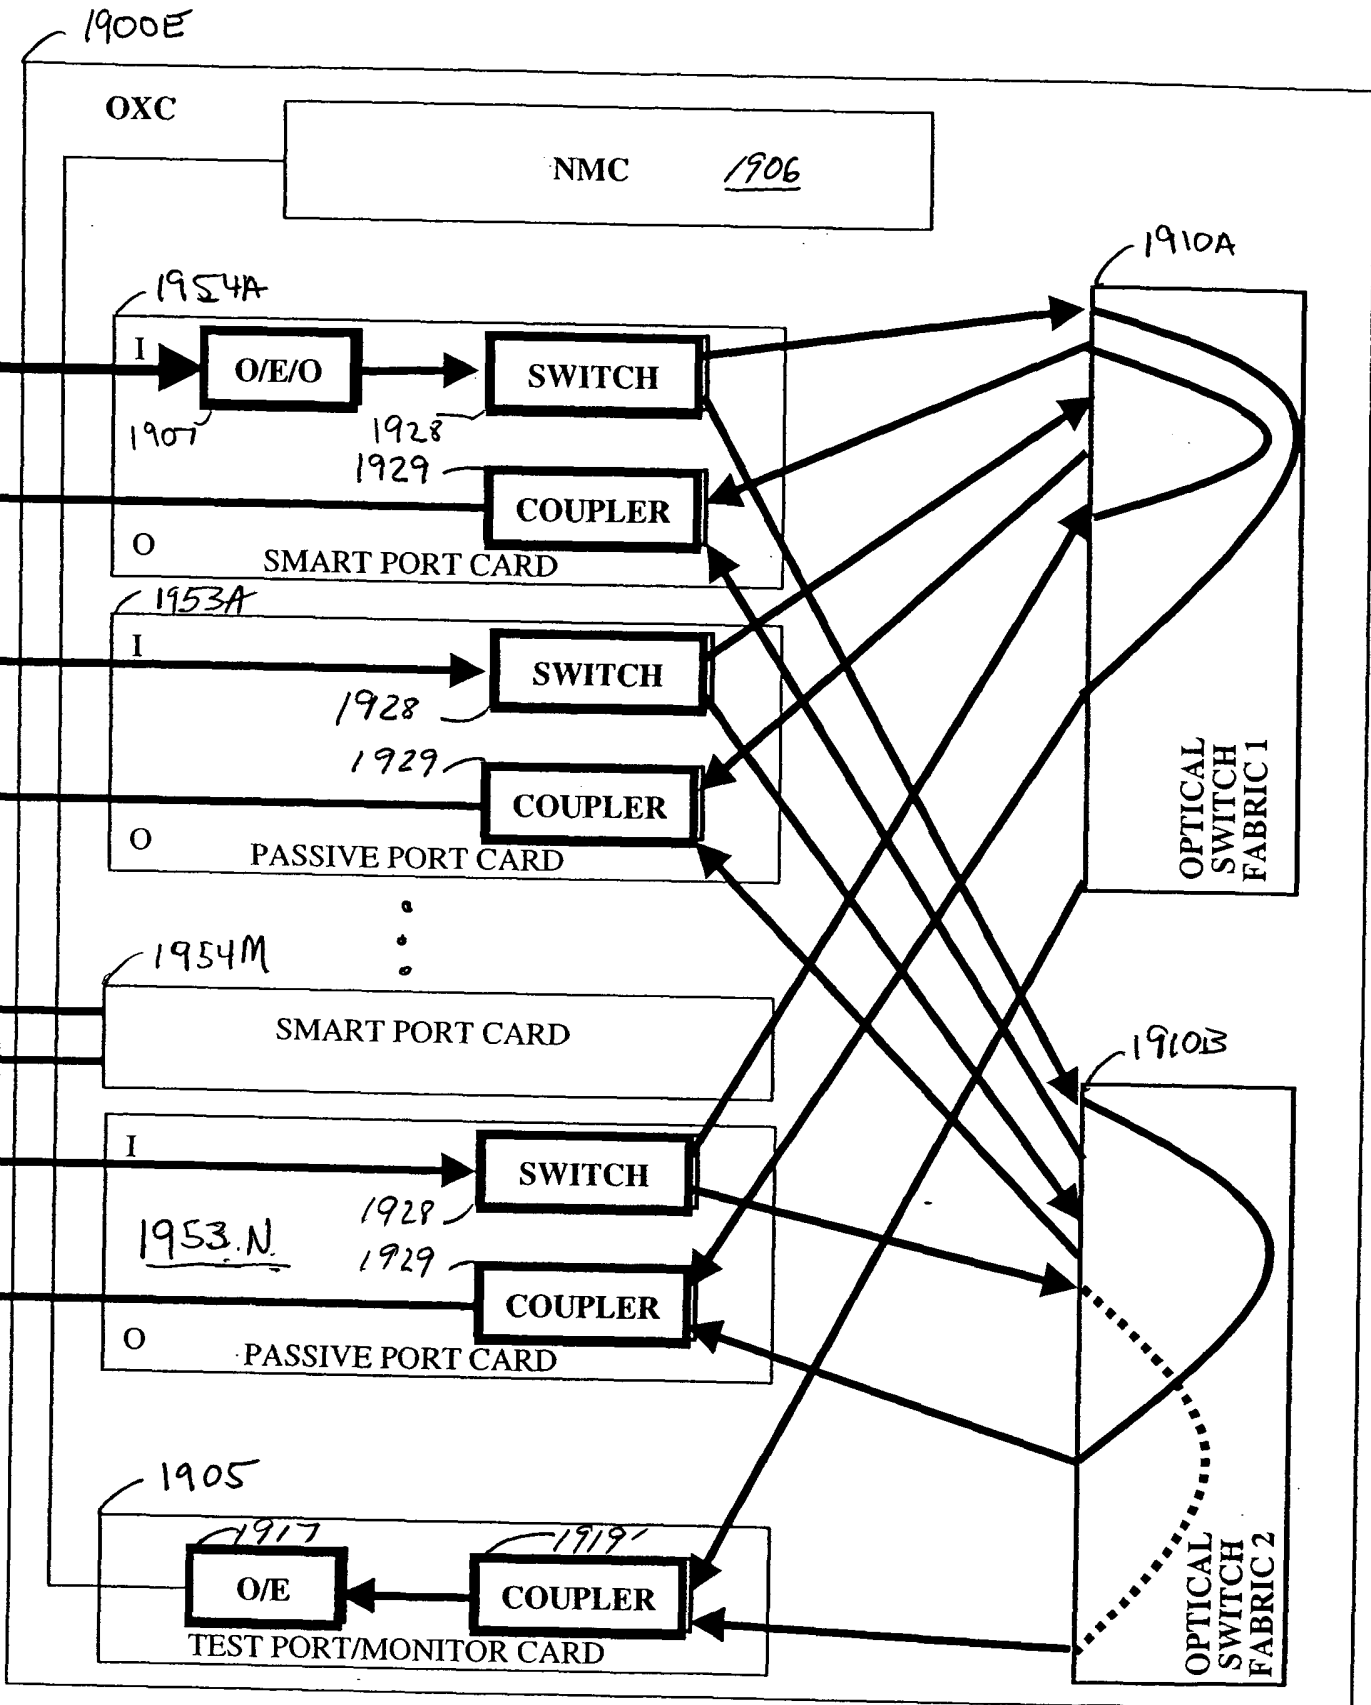 1900E
OXC
NMC 1906
1910A
1954A
I
O/E/O
SWITCH
1907
1928
1929
COUPLER
O
SMART PORT CARD
1953A
I
SWITCH
1928
1929
COUPLER
O
PASSIVE PORT CARD
OPTICAL
SWITCH
FABRIC 1
1954M
SMART PORT CARD
1910B
I
SWITCH
1928
1953.N.
1929
COUPLER
O
PASSIVE PORT CARD
1905
1917
1919'
O/E
COUPLER
TEST PORT/MONITOR CARD
OPTICAL
SWITCH
FABRIC 2